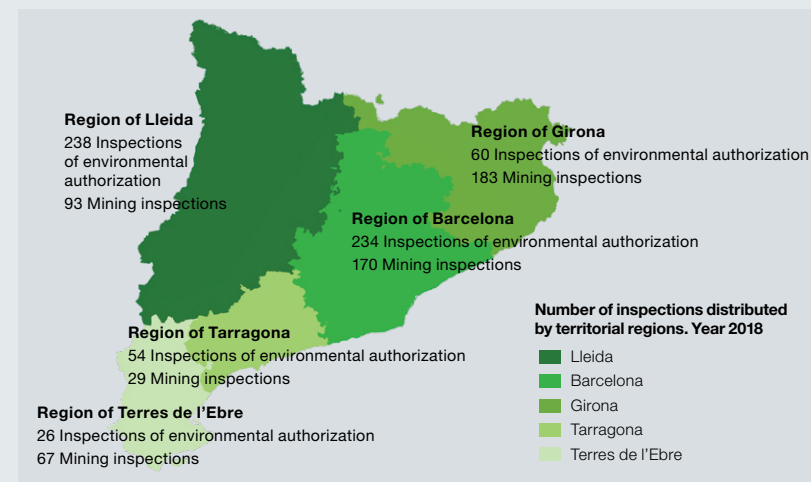 Region of Lleida
238 Inspections
of environmental
authorization
93 Mining inspections
Region of Girona
60 Inspections of environmental authorization
183 Mining inspections
Region of Barcelona
234 Inspections of environmental authorization
170 Mining inspections
Region of Tarragona
54 Inspections of environmental authorization
29 Mining inspections
Region of Terres de l’Ebre
26 Inspections of environmental authorization
67 Mining inspections
Number of inspections distributed
by territorial regions. Year 2018
Lleida
Barcelona
Girona
Tarragona
Terres de l’Ebre